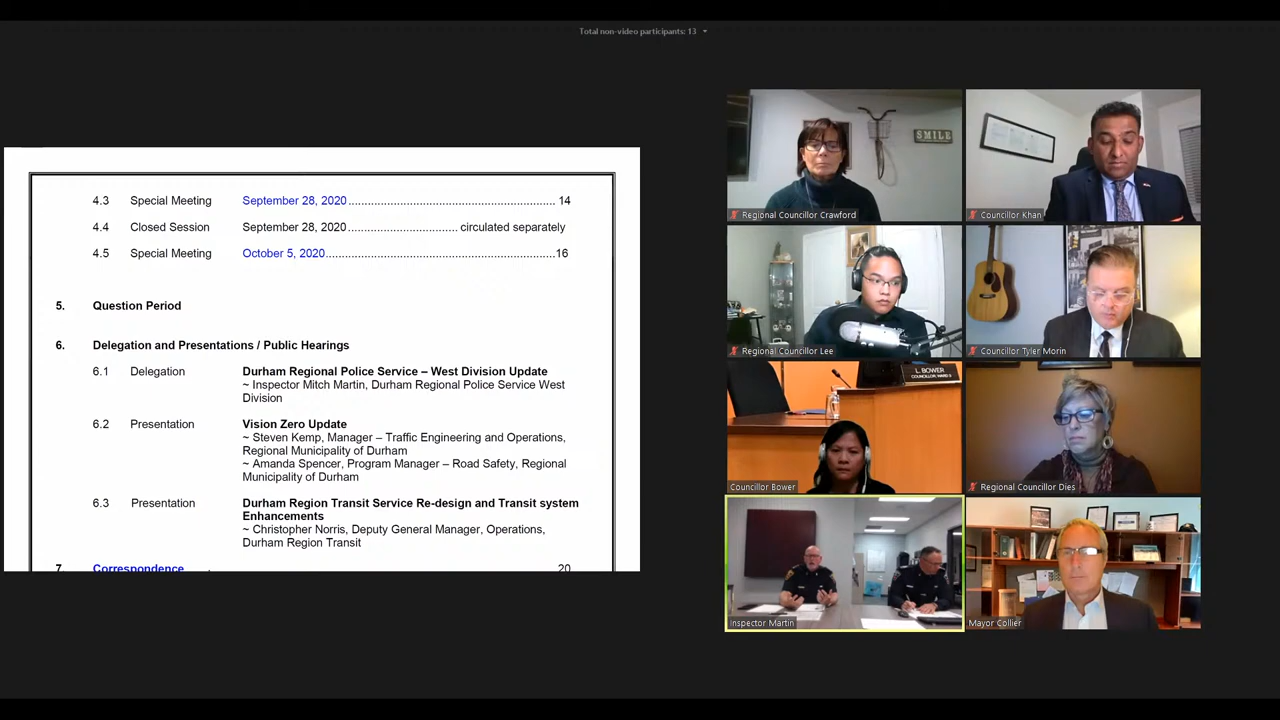 Total non-video participants: 13
4.3 Special Meeting September 28, 2020 ................................................................ 14
4.4 Closed Session September 28, 2020 .................................. circulated separately
4.5 Special Meeting October 5, 2020 ......................................................................16
5. Question Period
6. Delegation and Presentations / Public Hearings
6.1 Delegation Durham Regional Police Service – West Division Update
~ Inspector Mitch Martin, Durham Regional Police Service West
Division
6.2 Presentation Vision Zero Update
~ Steven Kemp, Manager – Traffic Engineering and Operations,
Regional Municipality of Durham
~ Amanda Spencer, Program Manager – Road Safety, Regional
Municipality of Durham
6.3 Presentation Durham Region Transit Service Re-design and Transit system
Enhancements
~ Christopher Norris, Deputy General Manager, Operations,
Durham Region Transit
7. Correspondence 20
SMILE
Regional Councillor Crawford
Councillor Khan
Regional Councillor Lee
Councillor Tyler Morin
L. BOWER
COUNCILLOR, WARD 3
Councillor Bower
Regional Councillor Dies
Inspector Martin
Mayor Collier